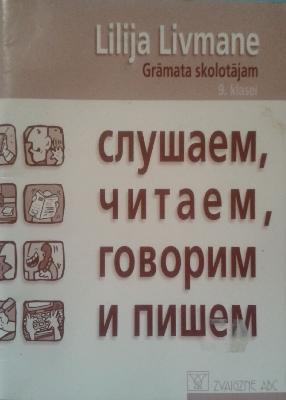 Lilija Livmane
Grāmata skolotājam
9. klasei
слушаем,
читаем,
говорим
и пишем
ZVAIGZNE ABC